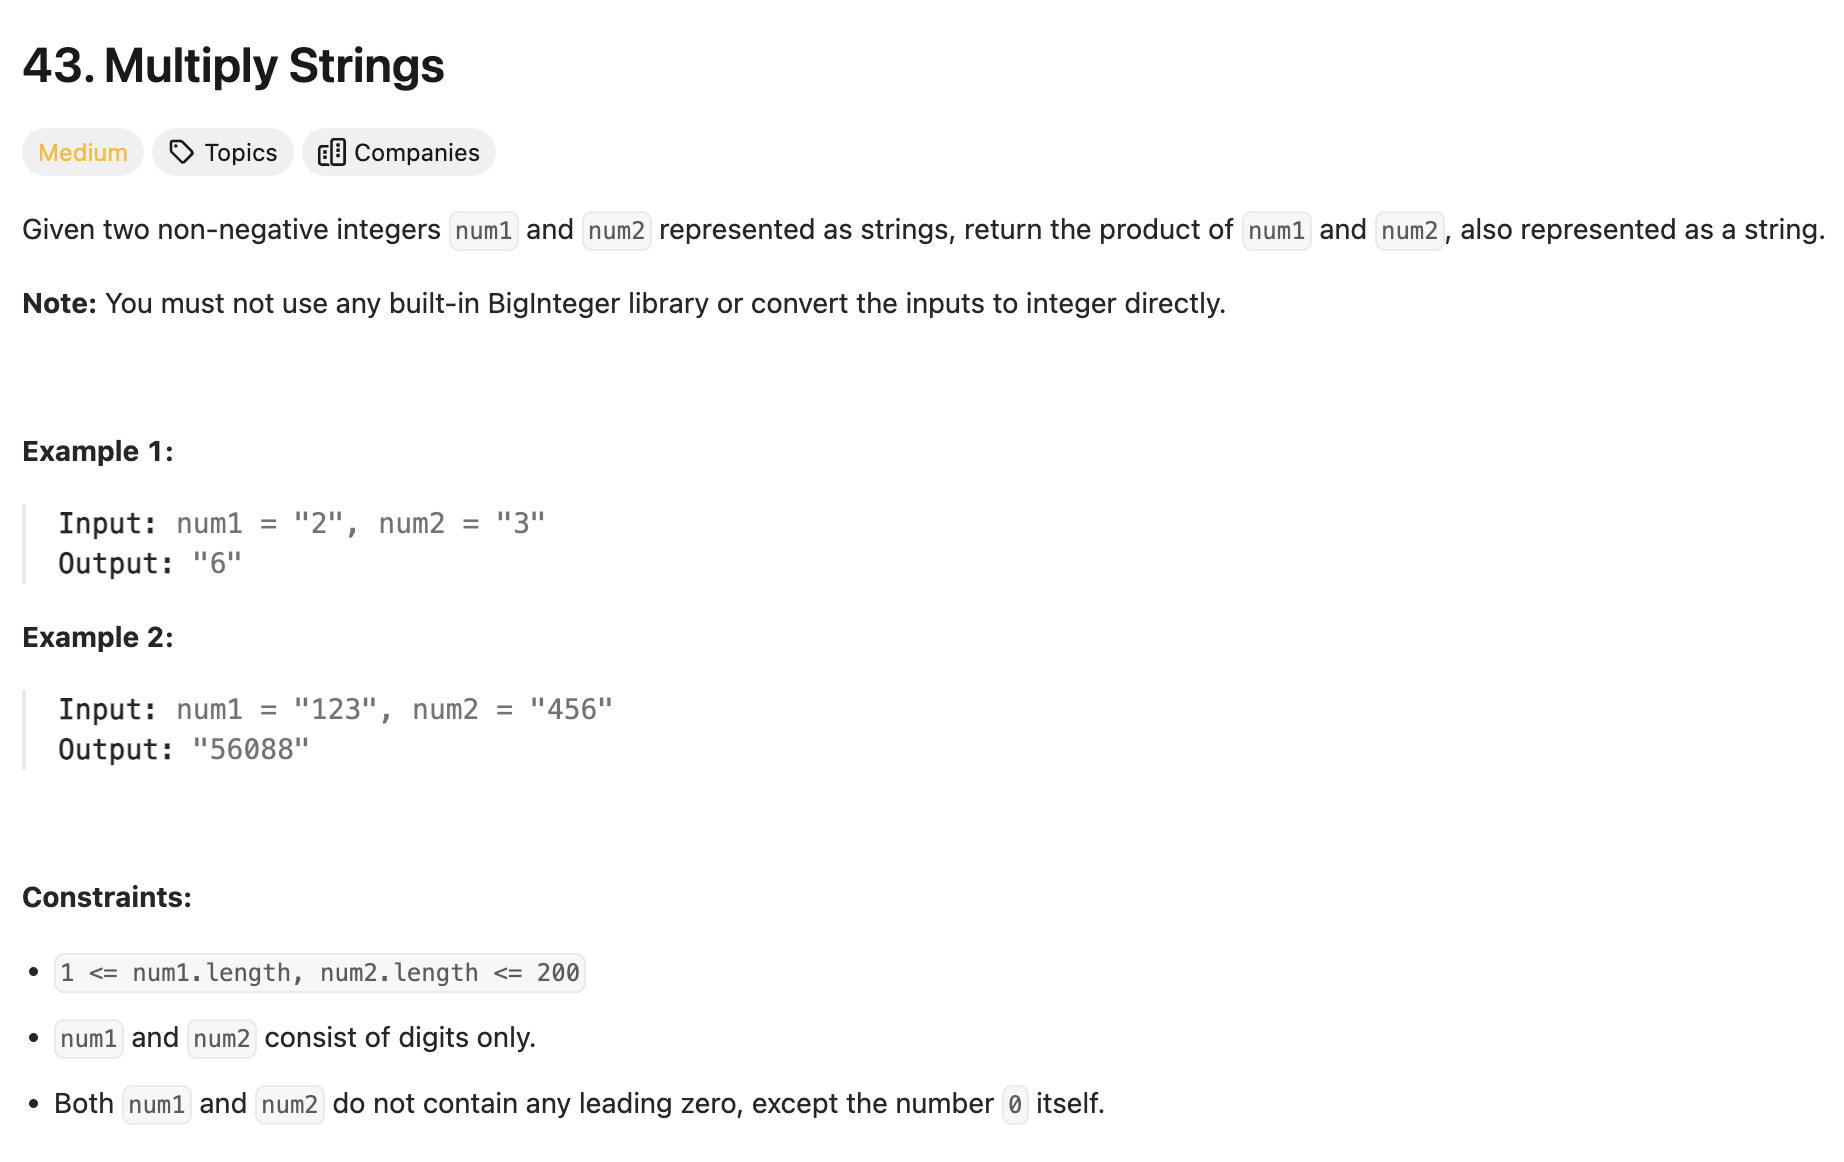 43. Multiply Strings
Medium Topics Companies
Given two non-negative integers num1 and num2 represented as strings, return the product of num1 and num2, also represented as a string.
Note: You must not use any built-in BigInteger library or convert the inputs to integer directly.
Example 1:
Input: num1 = "2", num2 = "3"
Output: "6"
Example 2:
Input: num1 = "123", num2 = "456"
Output: "56088"
Constraints:
• 1 <= num1.length, num2.length <= 200
• num1 and num2 consist of digits only.
• Both num1 and num2 do not contain any leading zero, except the number 0 itself.